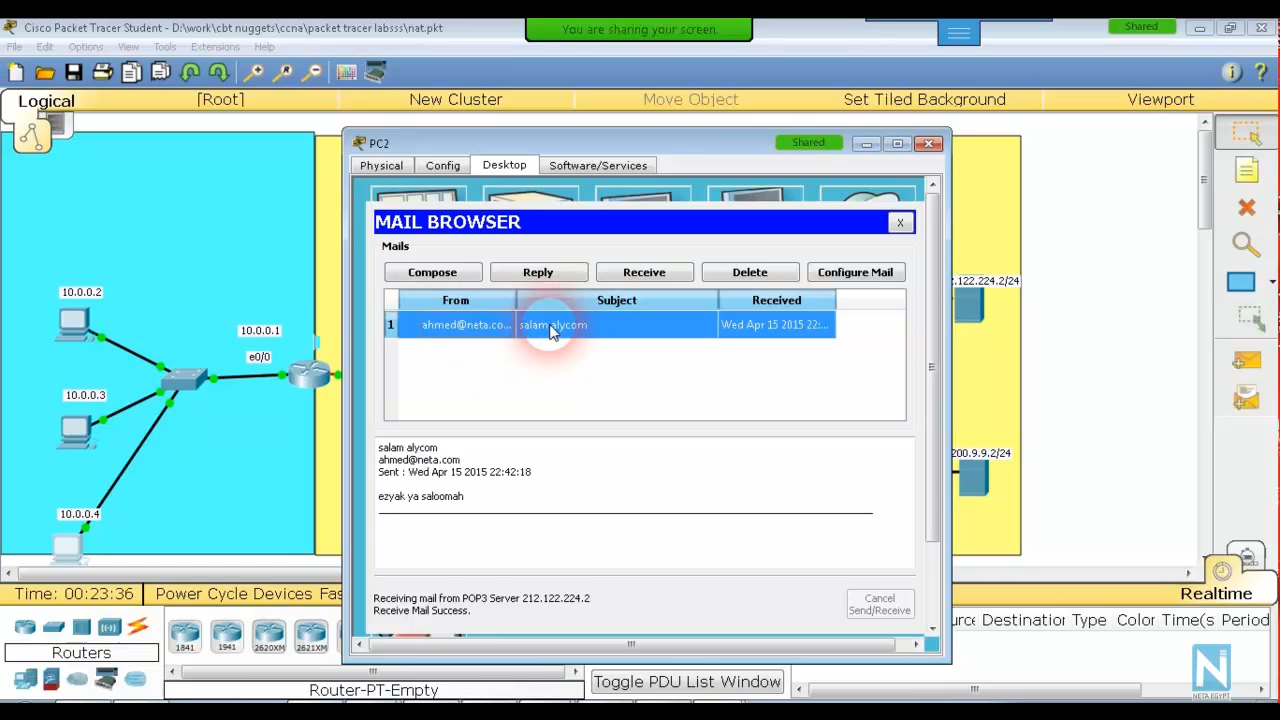 Cisco Packet Tracer Student - D:\work\cbt nuggets\ccna\packet tracer labsss\nat.pkt
You are sharing your screen.
Shared
File Edit Options View Tools Extensions Help
Logical
[Root]
New Cluster
Move Object
Set Tiled Background
Viewport
PC2
Shared
Physical
Config
Desktop
Software/Services
MAIL BROWSER
X
Mails
Compose
Reply
Receive
Delete
Configure Mail
From
Subject
Received
1
ahmed@neta.co...
salam alycom
Wed Apr 15 2015 22:...
salam alycom
ahmed@neta.com
Sent : Wed Apr 15 2015 22:42:18
ezyak ya saloomah
Receiving mail from POP3 Server 212.122.224.2
Receive Mail Success.
Cancel
Send/Receive
10.0.0.2
10.0.0.1
e0/0
10.0.0.3
10.0.0.4
.122.224.2/24
200.9.9.2/24
Time: 00:23:36
Power Cycle Devices Fas
Realtime
Routers
1841
1941
2620XM
2621XM
Router-PT-Empty
Toggle PDU List Window
Destination
Type
Color
Time(s)
Period
N
NETA EGYPT